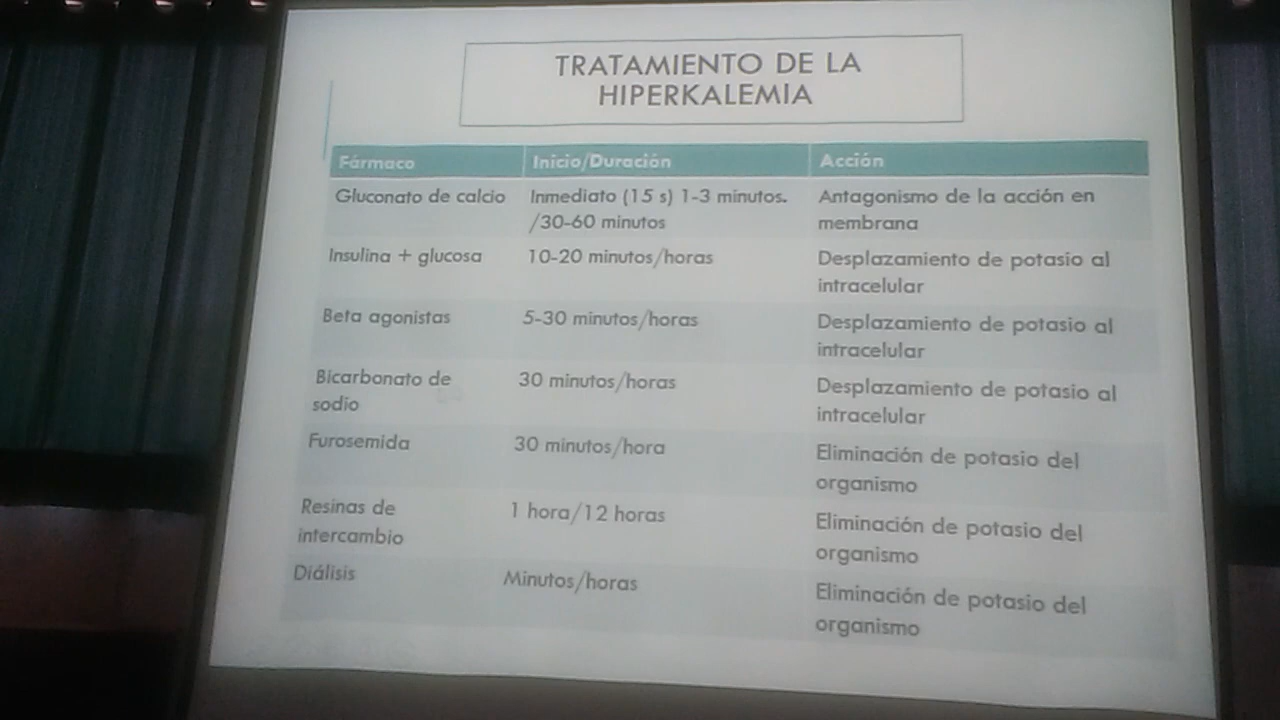 TRATAMIENTO DE LA
HIPERKALEMIA
Fármaco Inicio/Duración Acción
Gluconato de calcio Inmediato (15 s) 1-3 minutos. Antagonismo de la acción en
/30-60 minutos membrana
Insulina + glucosa 10-20 minutos/horas Desplazamiento de potasio al
intracelular
Beta agonistas 5-30 minutos/horas Desplazamiento de potasio al
intracelular
Bicarbonato de 30 minutos/horas Desplazamiento de potasio al
sodio intracelular
Furosemida 30 minutos/hora Eliminación de potasio del
organismo
Resinas de 1 hora/12 horas Eliminación de potasio del
intercambio organismo
Diálisis Minutos/horas Eliminación de potasio del
organismo